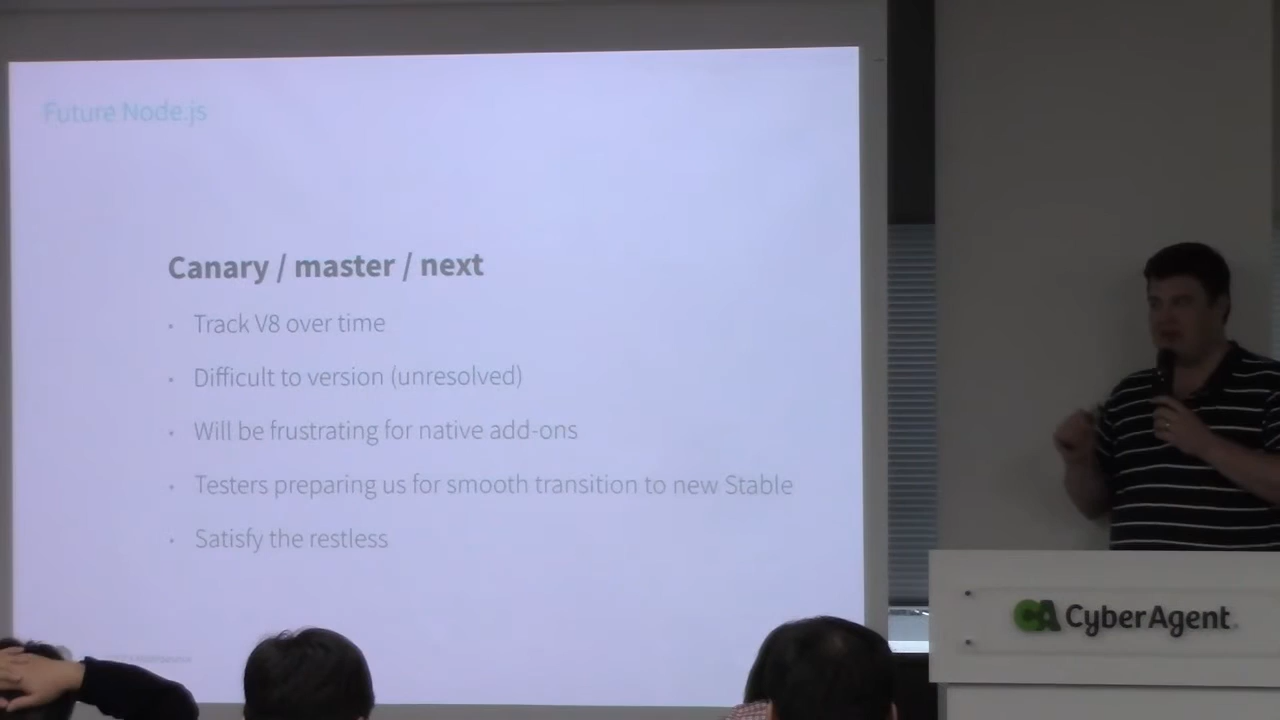 Future Node.js
Canary / master / next
· Track V8 over time
· Difficult to version (unresolved)
· Will be frustrating for native add-ons
· Testers preparing us for smooth transition to new Stable
· Satisfy the restless
CA CyberAgent